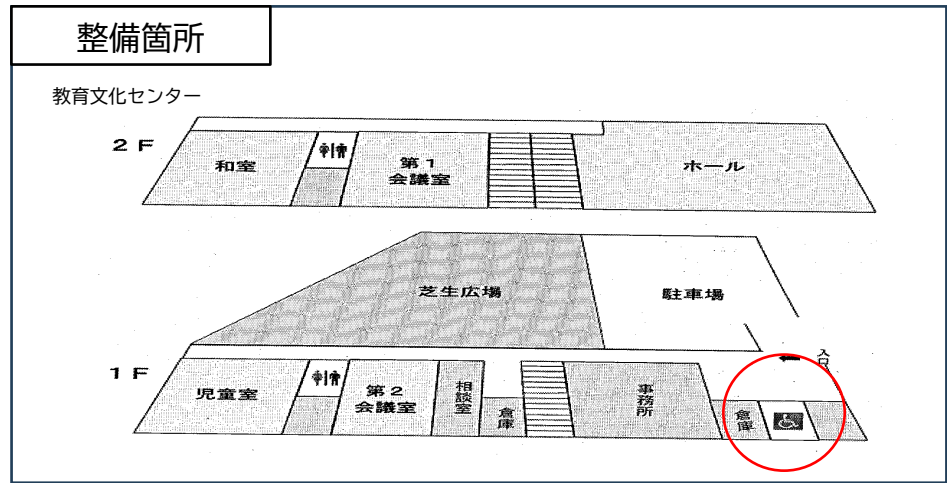 整備箇所
教育文化センター
2F
和室
第1
会議室
ホール
芝生広場
駐車場
入口
1F
児童室
第2
会議室
相談室
倉庫
事務所
倉庫